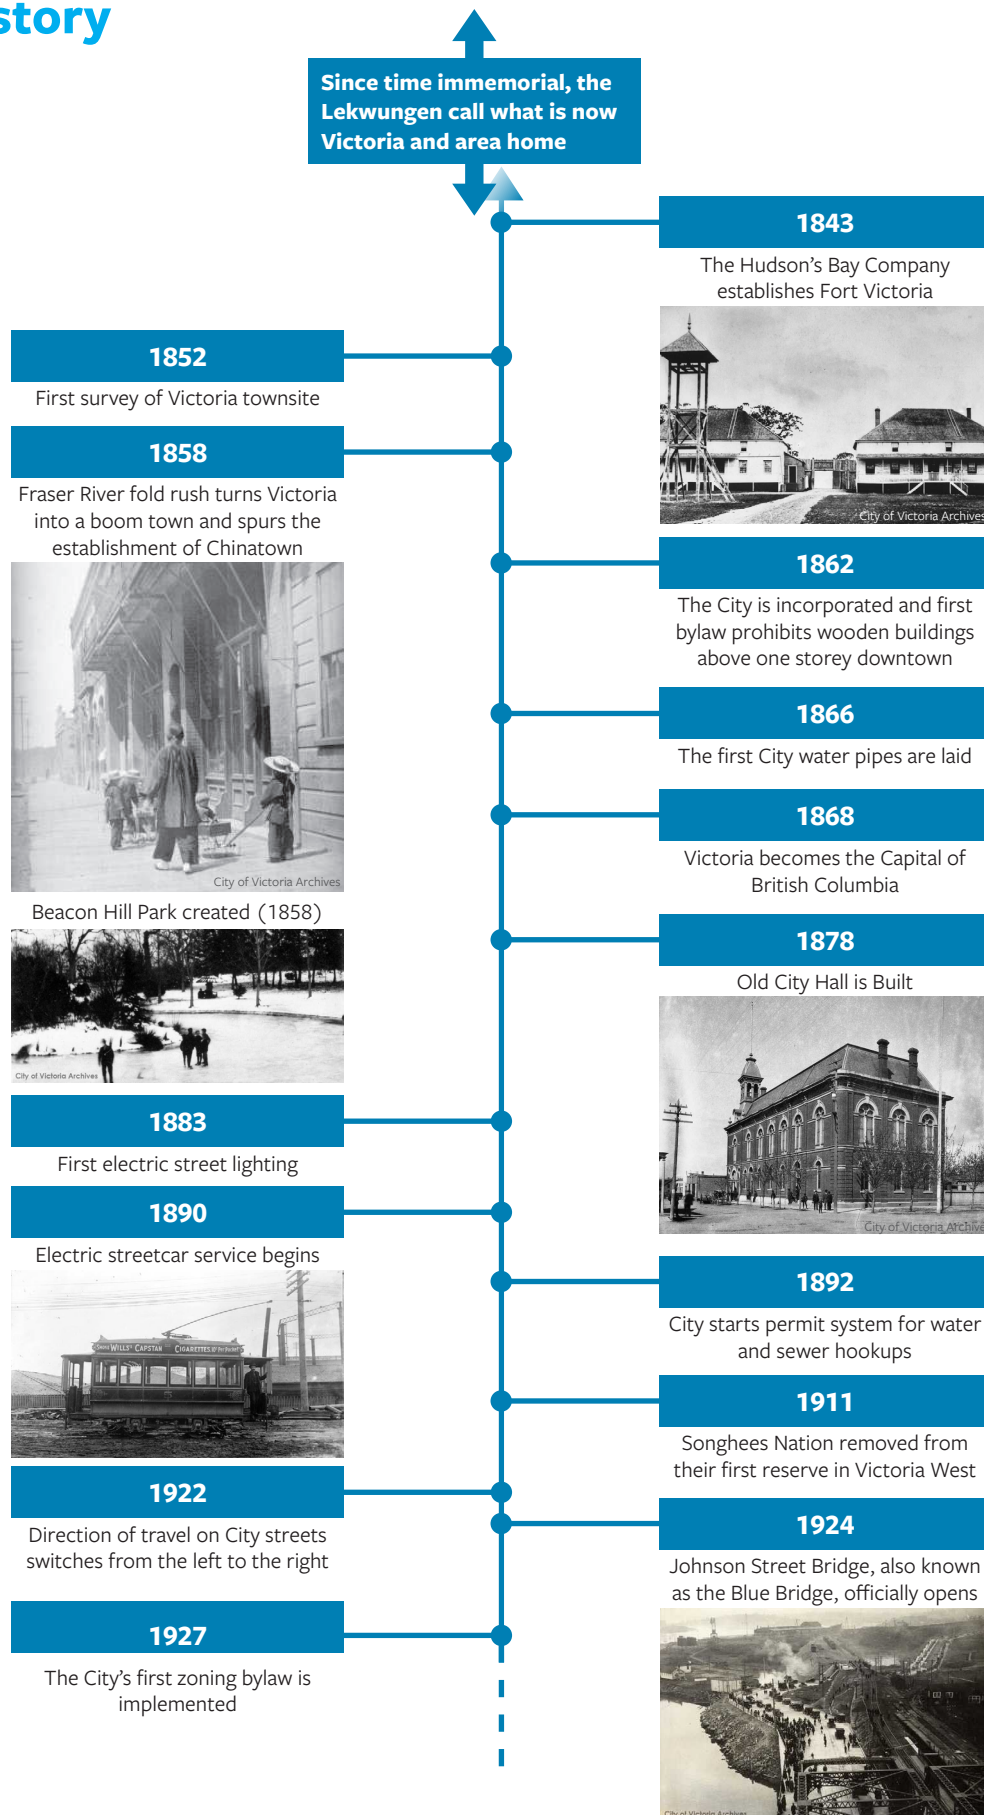 story
Since time immemorial, the
Lekwungen call what is now
Victoria and area home
1843
The Hudson's Bay Company
establishes Fort Victoria
City of Victoria Archives
1852
First survey of Victoria townsite
1858
Fraser River fold rush turns Victoria
into a boom town and spurs the
establishment of Chinatown
City of Victoria Archives
Beacon Hill Park created (1858)
City of Victoria Archives
1862
The City is incorporated and first
bylaw prohibits wooden buildings
above one storey downtown
1866
The first City water pipes are laid
1868
Victoria becomes the Capital of
British Columbia
1878
Old City Hall is Built
City of Victoria Archive
1883
First electric street lighting
1890
Electric streetcar service begins
WILLS' CAPSTAN CIGARETTES
1892
City starts permit system for water
and sewer hookups
1911
Songhees Nation removed from
their first reserve in Victoria West
1922
Direction of travel on City streets
switches from the left to the right
1924
Johnson Street Bridge, also known
as the Blue Bridge, officially opens
City of Victoria Archives
1927
The City's first zoning bylaw is
implemented